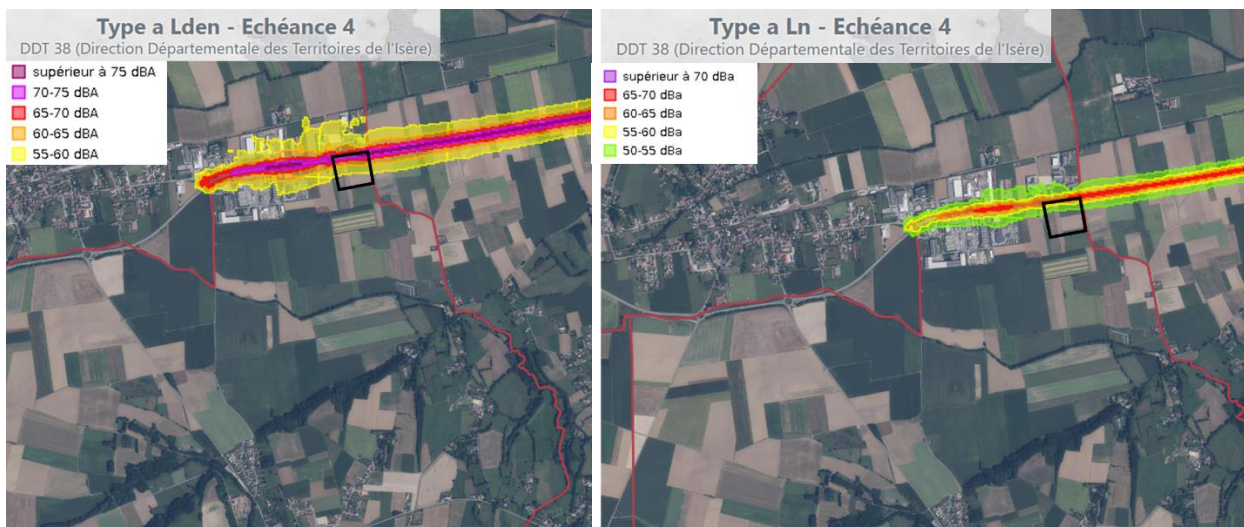 Type a Lden - Echéance 4
DDT 38 (Direction Départementale des Territoires de l'Isère)
supérieur à 75 dBA
70-75 dBA
65-70 dBA
60-65 dBA
55-60 dBA
Type a Ln - Echéance 4
DDT 38 (Direction Départementale des Territoires de l'Isère)
supérieur à 70 dBa
65-70 dBa
60-65 dBa
55-60 dBa
50-55 dBa